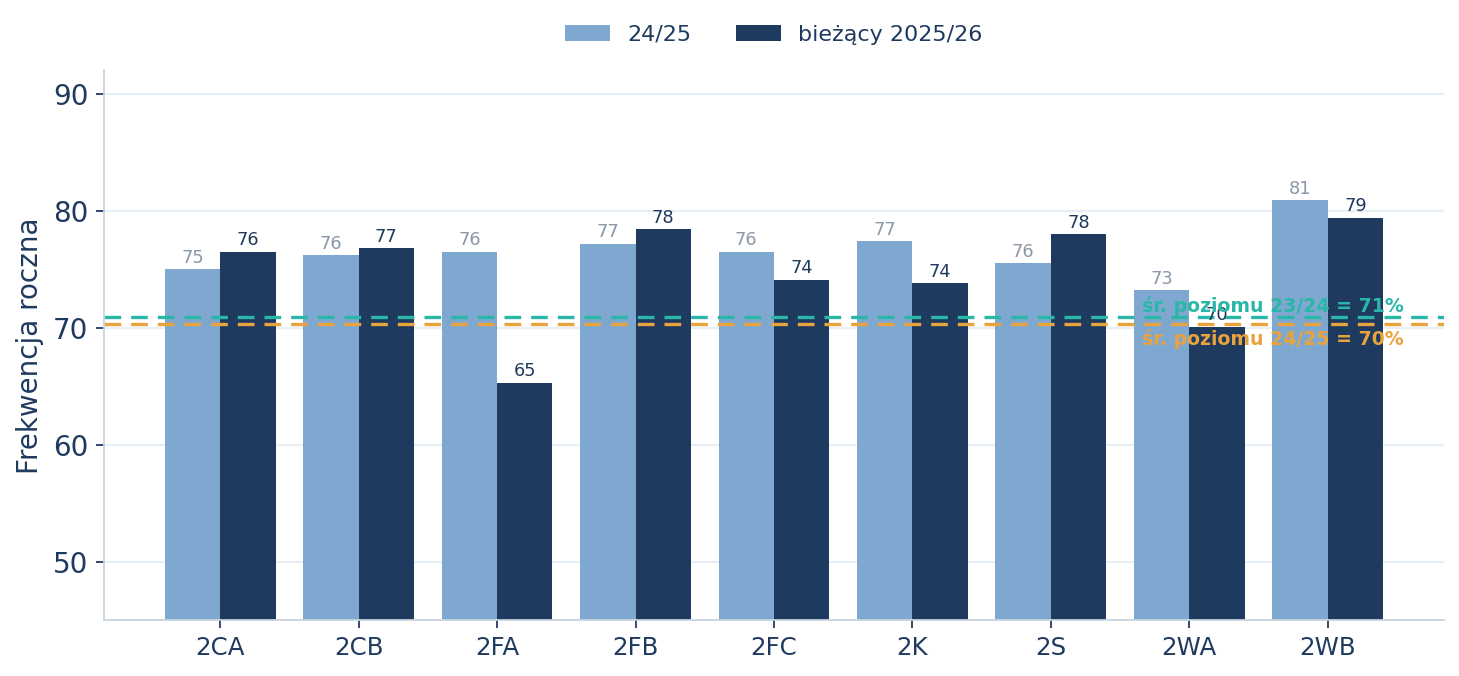 24/25 bieżący 2025/26
Frekwencja roczna
90
80
70
60
50
75 76 76 77 76 65 77 78 76 74 77 74 76 78 73 70 81 79
śr. poziomu 23/24 = 71%
śr. poziomu 24/25 = 70%
2CA 2CB 2FA 2FB 2FC 2K 2S 2WA 2WB